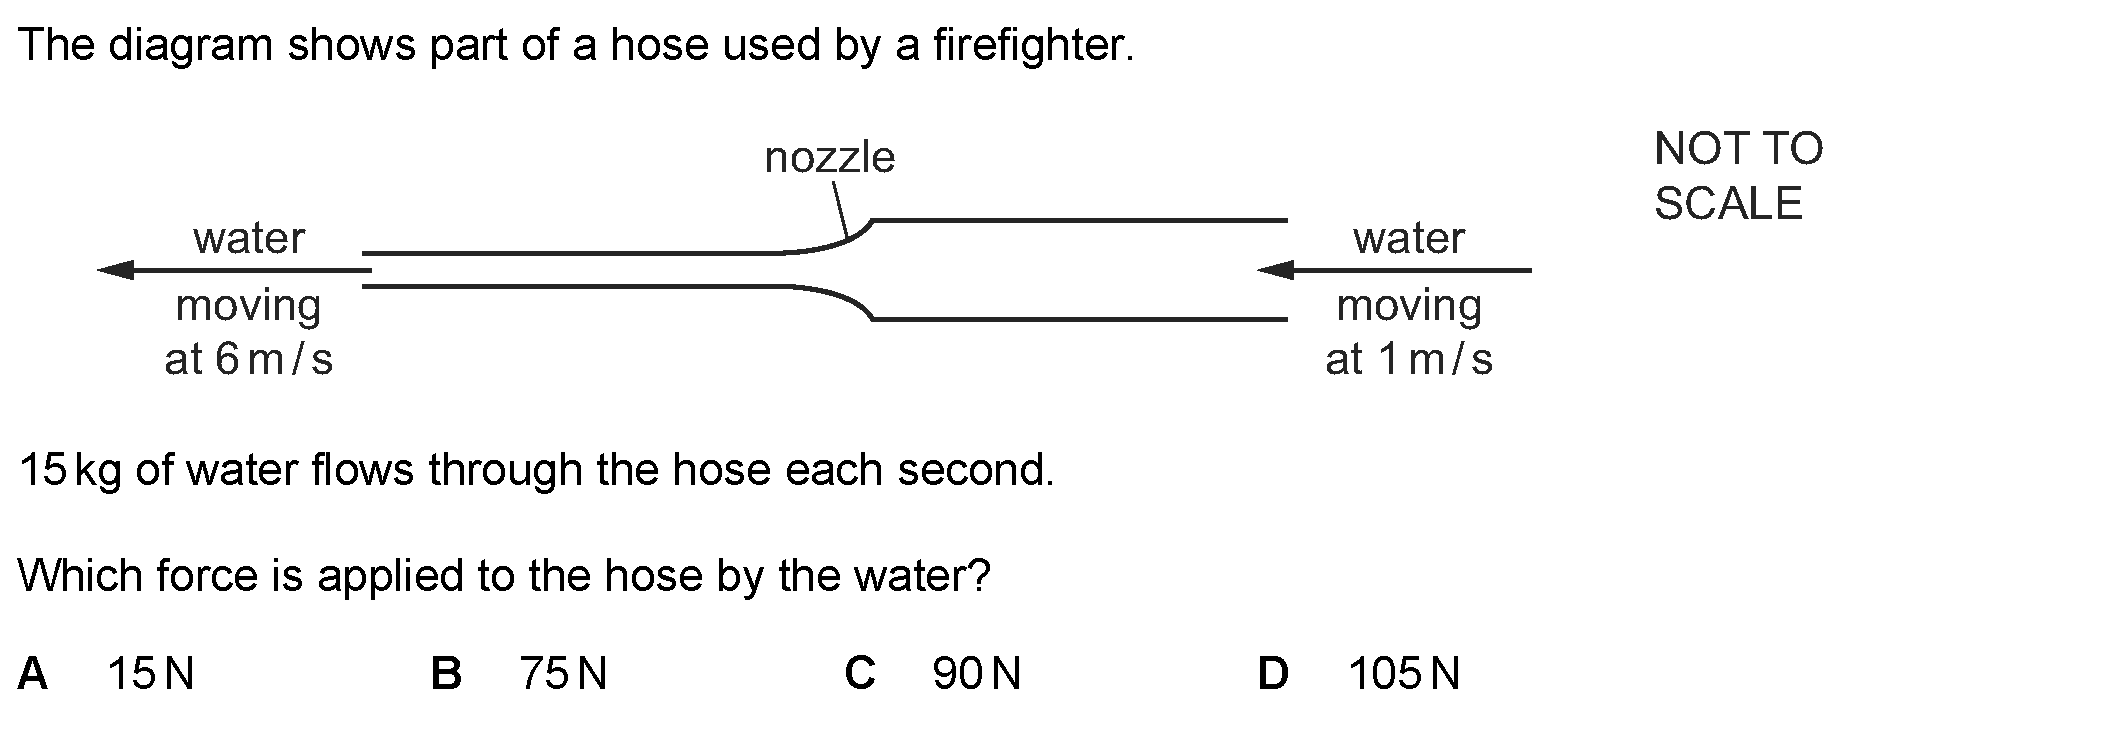 The diagram shows part of a hose used by a firefighter.
nozzle
NOT TO
SCALE
water
moving
at 6 m / s
water
moving
at 1 m / s
15 kg of water flows through the hose each second.
Which force is applied to the hose by the water?
A 15 N B 75 N C 90 N D 105 N